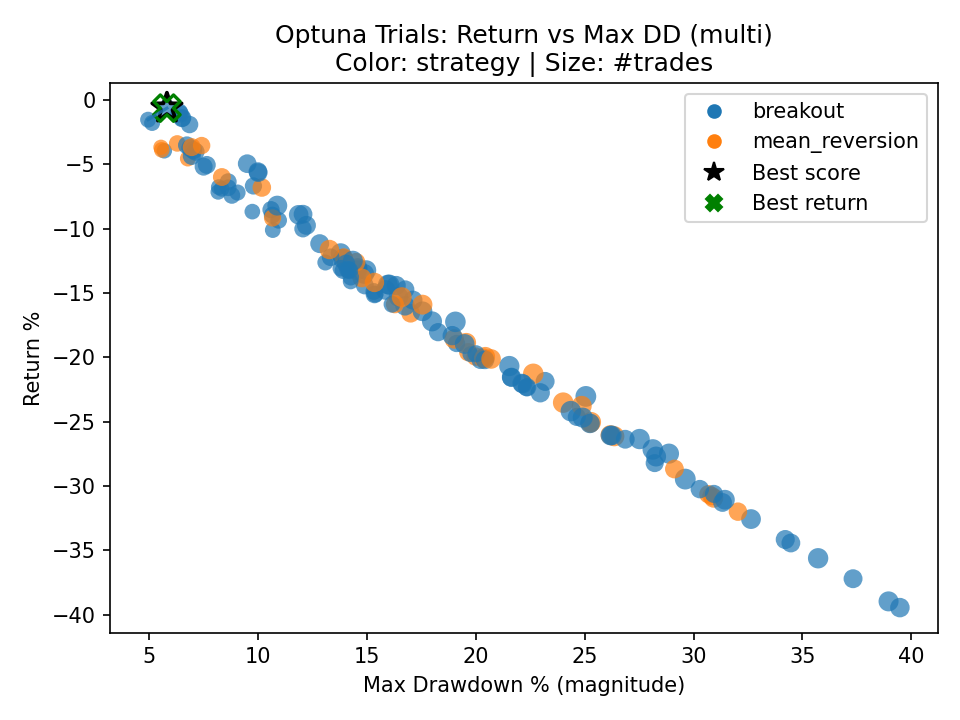 Optuna Trials: Return vs Max DD (multi)
Color: strategy | Size: #trades
breakout
mean_reversion
Best score
Best return
Return %
0
−5
−10
−15
−20
−25
−30
−35
−40
5
10
15
20
25
30
35
40
Max Drawdown % (magnitude)